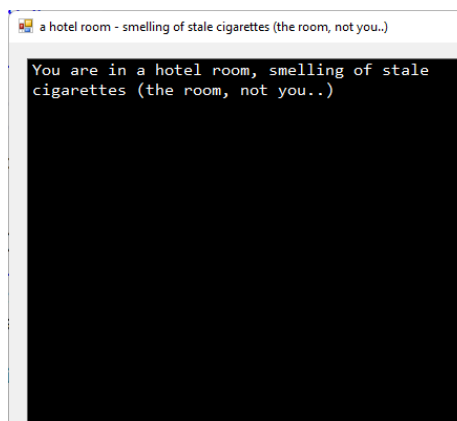 a hotel room - smelling of stale cigarettes (the room, not you..)
You are in a hotel room, smelling of stale
cigarettes (the room, not you..)